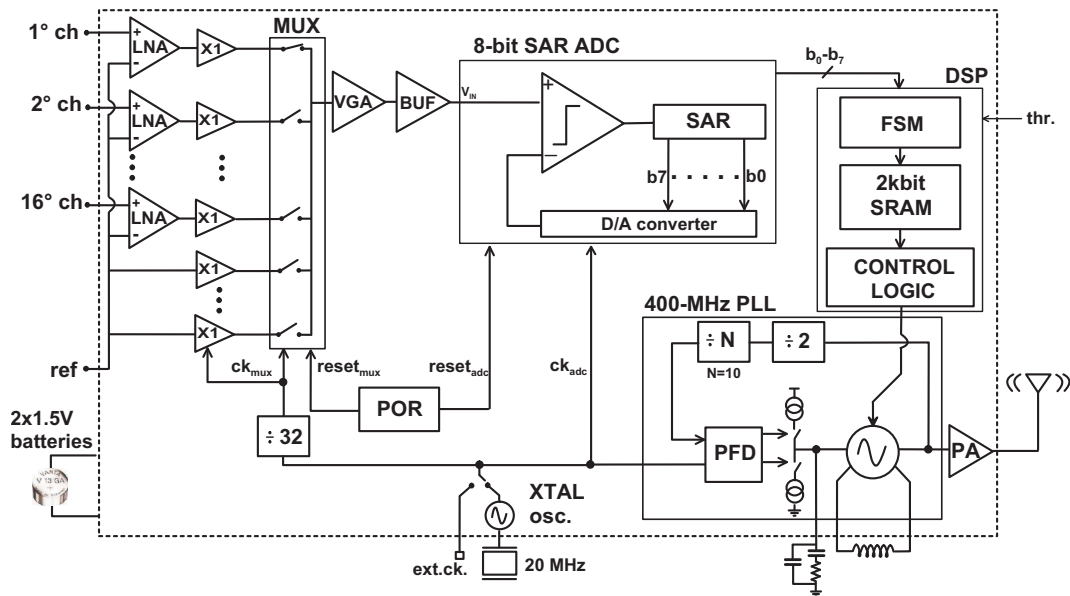 1° ch
+
LNA
-
X1
2° ch
+
LNA
-
X1
16° ch
+
LNA
-
X1
X1
X1
ref
MUX
VGA
BUF
8-bit SAR ADC
V_IN
+
−
SAR
b7
b0
D/A converter
b0-b7
DSP
FSM
thr.
2kbit
SRAM
CONTROL
LOGIC
400-MHz PLL
÷ N
N=10
÷ 2
PFD
PA
ck_mux
reset_mux
reset_adc
ck_adc
POR
÷ 32
2x1.5V
batteries
V 13 GA
+
XTAL
osc.
ext.ck.
20 MHz